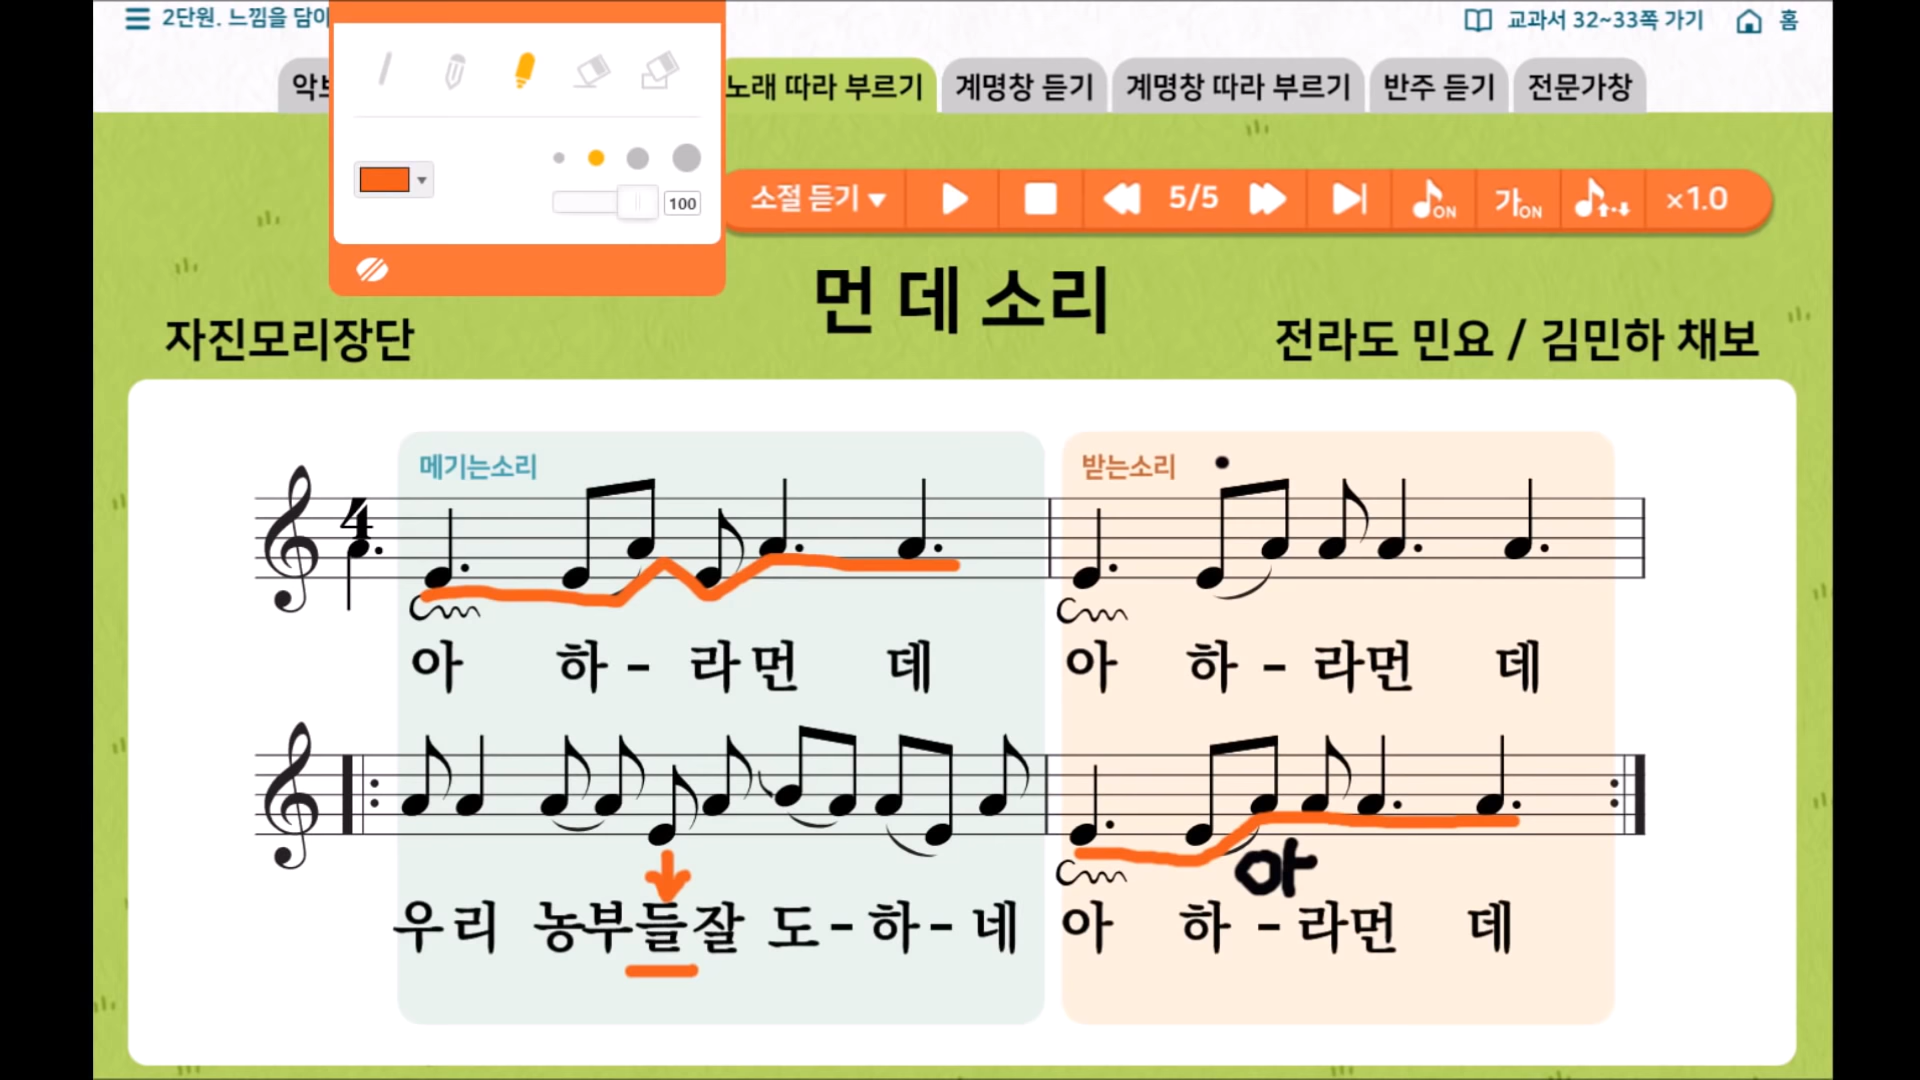 2단원. 느낌을 담아
교과서 32~33쪽 가기 홈
노래 따라 부르기 계명창 듣기 계명창 따라 부르기 반주 듣기 전문가창
100
소절 듣기 5/5 ON 가ON ×1.0
먼 데 소리
자진모리장단 전라도 민요 / 김민하 채보
메기는소리 받는소리
4
아 하 - 라 먼 데 아 하 - 라 먼 데
아
우 리 농 부 들 잘 도 - 하 - 네 아 하 - 라 먼 데